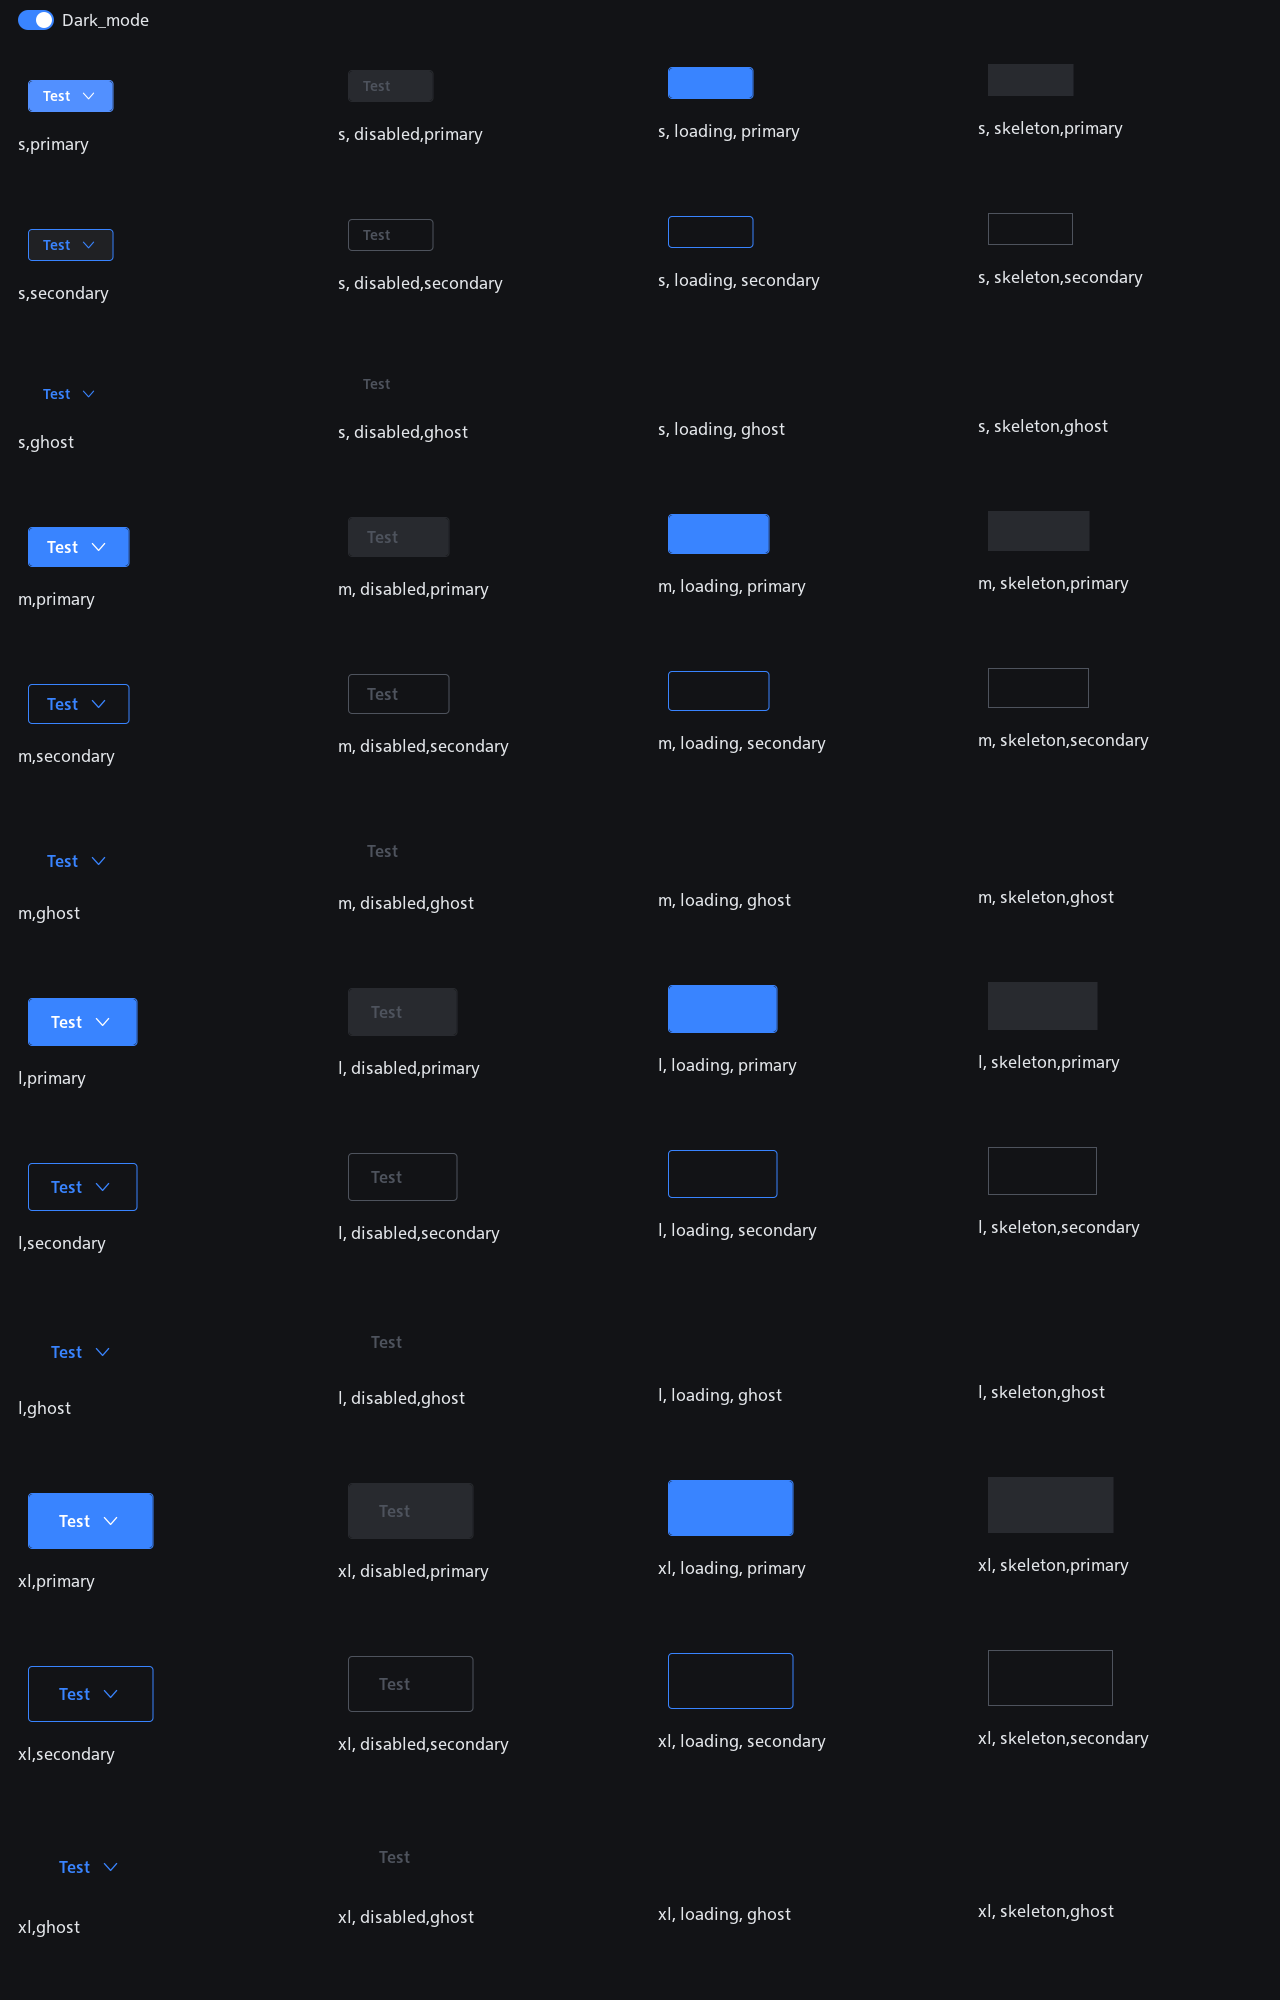 Dark_mode
Test
s,primary
Test
s, disabled,primary
s, loading, primary
s, skeleton,primary
Test
s,secondary
Test
s, disabled,secondary
s, loading, secondary
s, skeleton,secondary
Test
s,ghost
Test
s, disabled,ghost
s, loading, ghost
s, skeleton,ghost
Test
m,primary
Test
m, disabled,primary
m, loading, primary
m, skeleton,primary
Test
m,secondary
Test
m, disabled,secondary
m, loading, secondary
m, skeleton,secondary
Test
m,ghost
Test
m, disabled,ghost
m, loading, ghost
m, skeleton,ghost
Test
l,primary
Test
l, disabled,primary
l, loading, primary
l, skeleton,primary
Test
l,secondary
Test
l, disabled,secondary
l, loading, secondary
l, skeleton,secondary
Test
l,ghost
Test
l, disabled,ghost
l, loading, ghost
l, skeleton,ghost
Test
xl,primary
Test
xl, disabled,primary
xl, loading, primary
xl, skeleton,primary
Test
xl,secondary
Test
xl, disabled,secondary
xl, loading, secondary
xl, skeleton,secondary
Test
xl,ghost
Test
xl, disabled,ghost
xl, loading, ghost
xl, skeleton,ghost